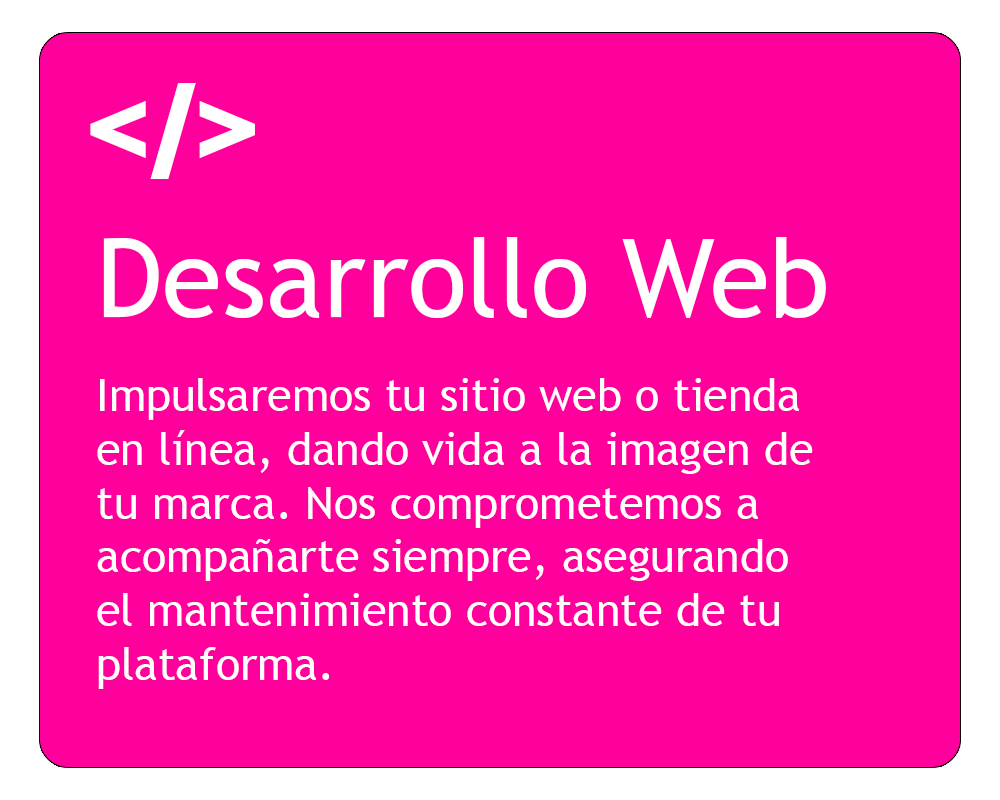 </>
Desarrollo Web
Impulsaremos tu sitio web o tienda
en línea, dando vida a la imagen de
tu marca. Nos comprometemos a
acompañarte siempre, asegurando
el mantenimiento constante de tu
plataforma.